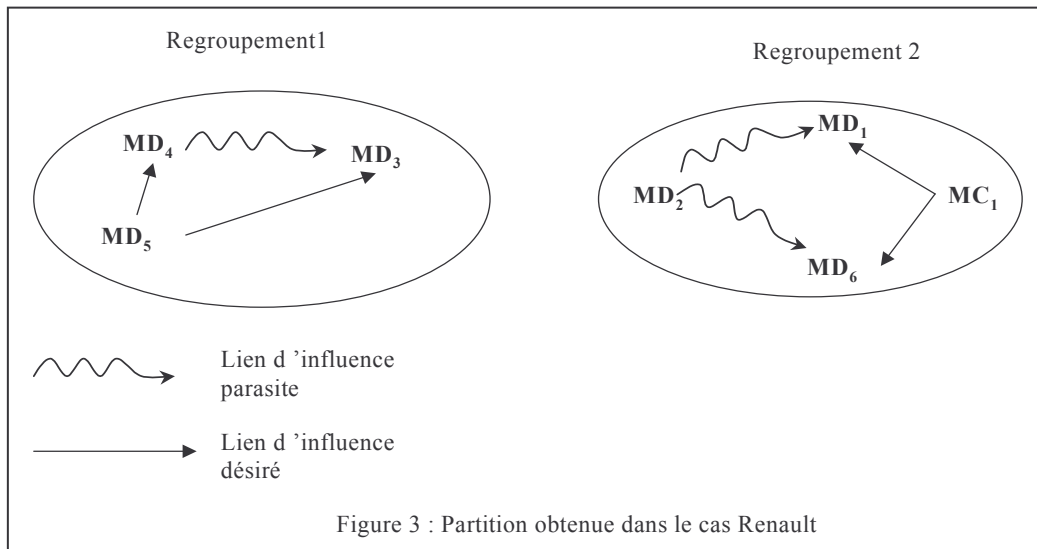 Regroupement1
Regroupement 2
MD4
MD3
MD5
MD1
MD2
MC1
MD6
Lien d ’influence
parasite
Lien d ’influence
désiré
Figure 3 : Partition obtenue dans le cas Renault